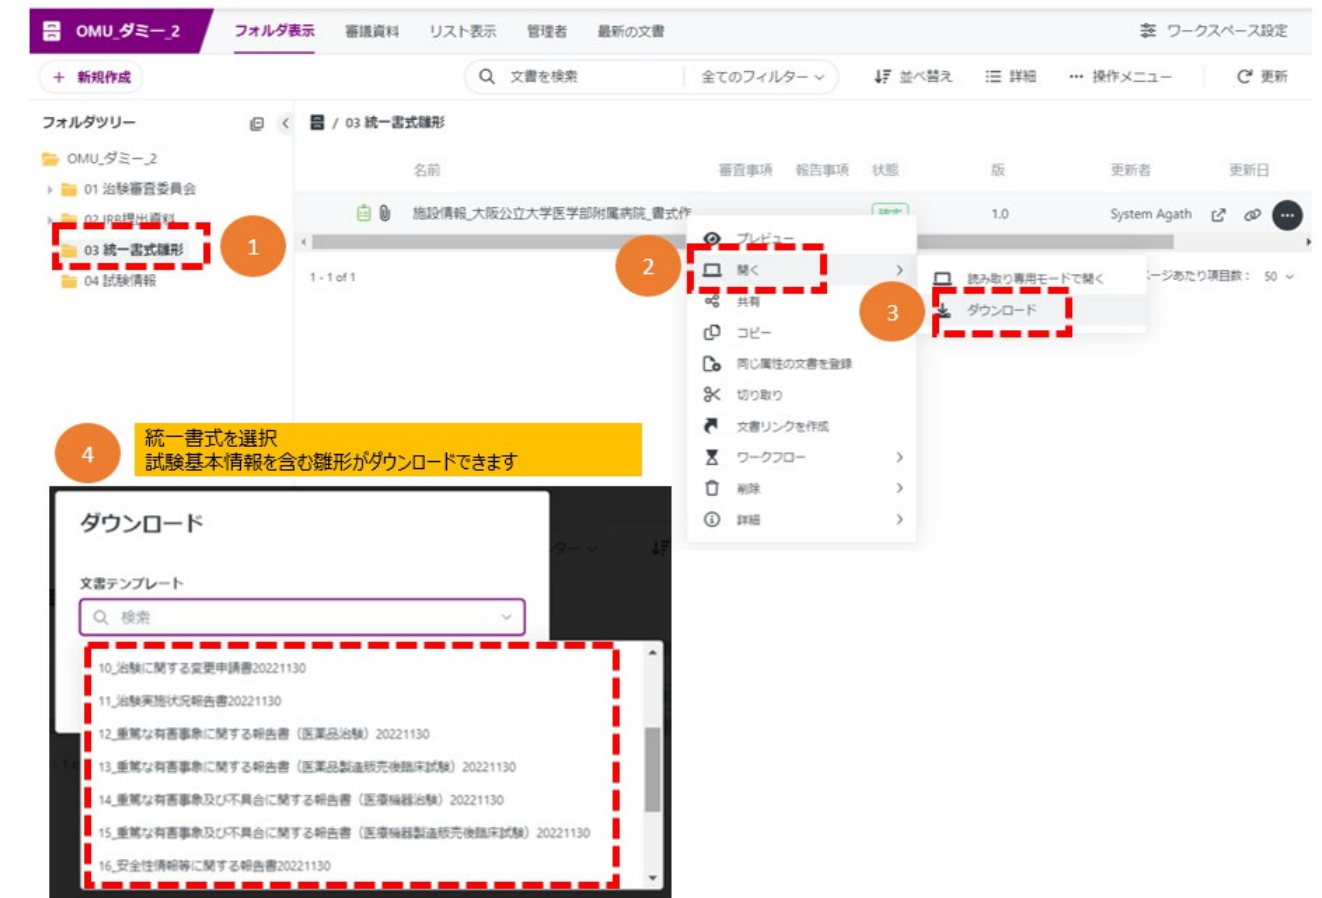 OMU_ダミー_2 フォルダ表示 審議資料 リスト表示 管理者 最新の文書 ワークスペース設定
+ 新規作成 文書を検索 全てのフィルター 並べ替え 詳細 ··· 操作メニュー 更新
フォルダツリー / 03 統一書式雛形
OMU_ダミー_2
名前 審査事項 報告事項 状態 版 更新者 更新日
01 治験審査委員会
02 IRB提出資料
施設情報_大阪公立大学医学部附属病院_書式作 1.0 System Agath
03 統一書式雛形
1
04 試験情報
1 - 1 of 1
ページあたり項目数: 50
プレビュー
2
開く
読み取り専用モードで開く
共有
3
ダウンロード
コピー
同じ属性の文書を登録
切り取り
文書リンクを作成
ワークフロー
削除
詳細
4
統一書式を選択
試験基本情報を含む雛形がダウンロードできます
ダウンロード
文書テンプレート
検索
10_治験に関する変更申請書20221130
11_治験実施状況報告書20221130
12_重篤な有害事象に関する報告書（医薬品治験）20221130
13_重篤な有害事象に関する報告書（医薬品製造販売後臨床試験）20221130
14_重篤な有害事象及び不具合に関する報告書（医療機器治験）20221130
15_重篤な有害事象及び不具合に関する報告書（医療機器製造販売後臨床試験）20221130
16_安全性情報等に関する報告書20221130